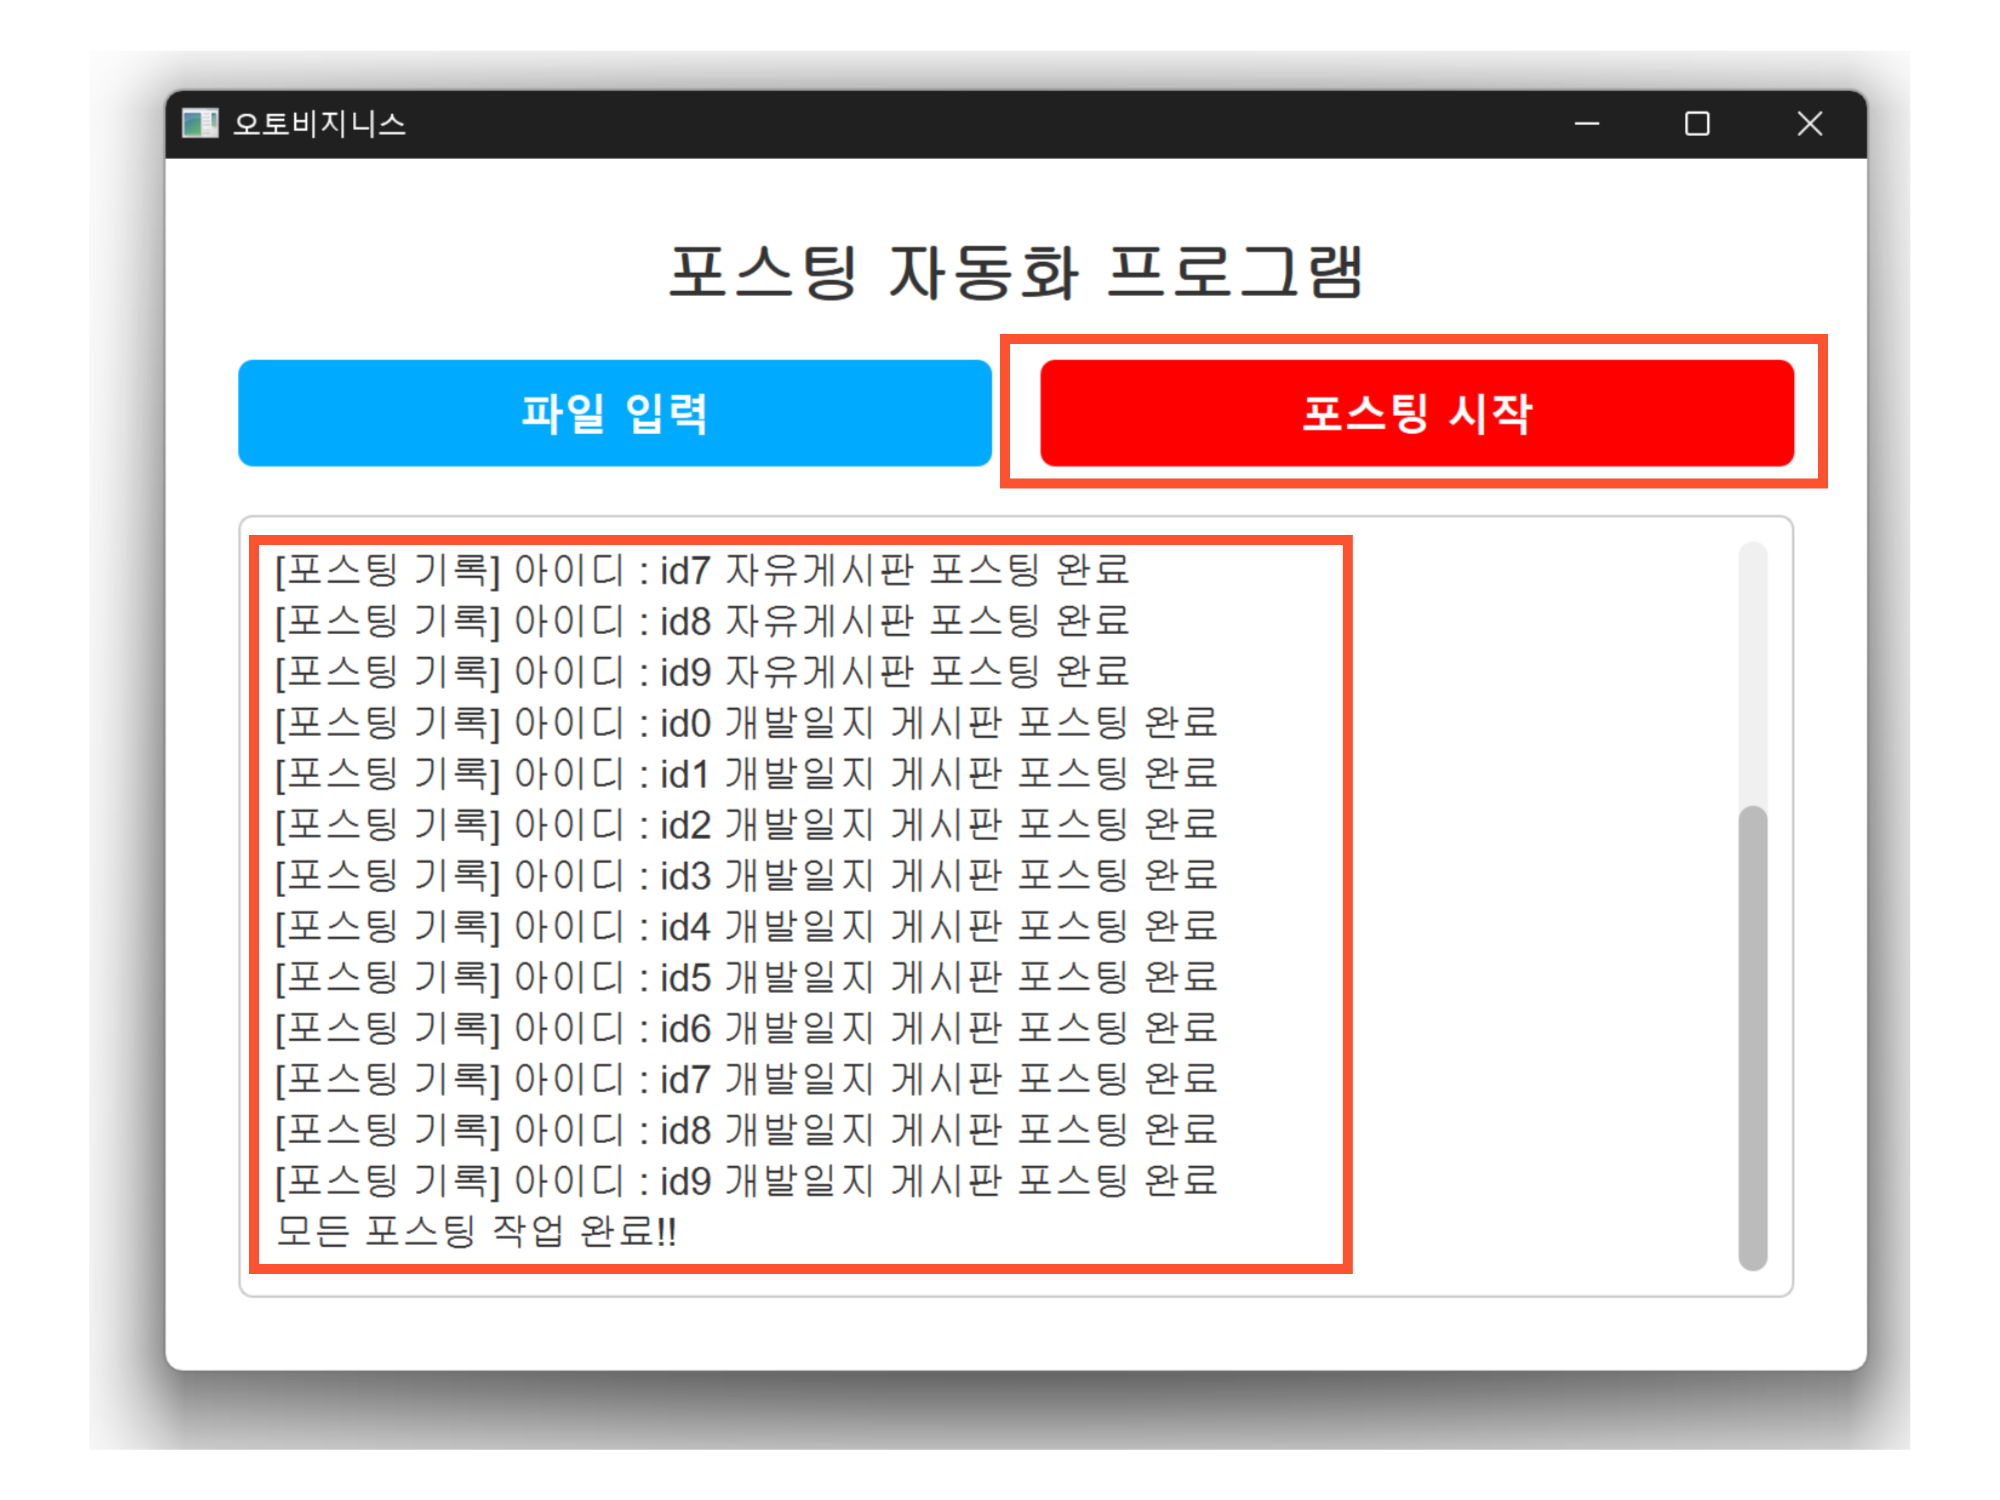 오토비지니스
포스팅 자동화 프로그램
파일 입력
포스팅 시작
[포스팅 기록] 아이디 : id7 자유게시판 포스팅 완료
[포스팅 기록] 아이디 : id8 자유게시판 포스팅 완료
[포스팅 기록] 아이디 : id9 자유게시판 포스팅 완료
[포스팅 기록] 아이디 : id0 개발일지 게시판 포스팅 완료
[포스팅 기록] 아이디 : id1 개발일지 게시판 포스팅 완료
[포스팅 기록] 아이디 : id2 개발일지 게시판 포스팅 완료
[포스팅 기록] 아이디 : id3 개발일지 게시판 포스팅 완료
[포스팅 기록] 아이디 : id4 개발일지 게시판 포스팅 완료
[포스팅 기록] 아이디 : id5 개발일지 게시판 포스팅 완료
[포스팅 기록] 아이디 : id6 개발일지 게시판 포스팅 완료
[포스팅 기록] 아이디 : id7 개발일지 게시판 포스팅 완료
[포스팅 기록] 아이디 : id8 개발일지 게시판 포스팅 완료
[포스팅 기록] 아이디 : id9 개발일지 게시판 포스팅 완료
모든 포스팅 작업 완료!!